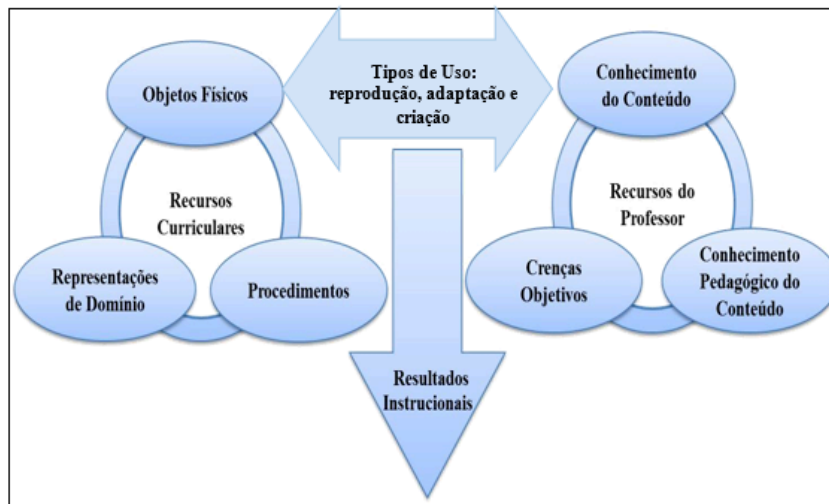 Tipos de Uso:
reprodução, adaptação e
criação
Objetos Físicos
Recursos
Curriculares
Representações
de Domínio
Procedimentos
Conhecimento
do Conteúdo
Recursos do
Professor
Crenças
Objetivos
Conhecimento
Pedagógico do
Conteúdo
Resultados
Instrucionais